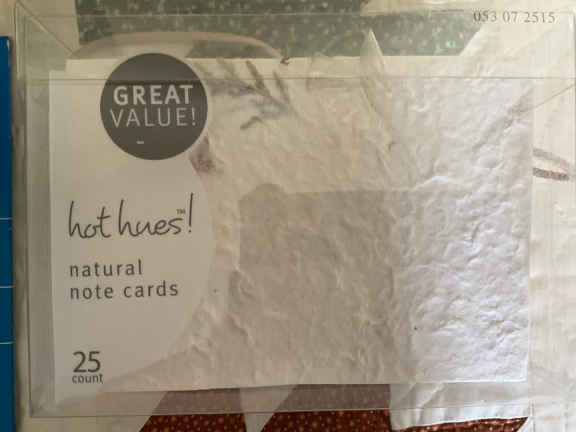 053 07 2515
GREAT
VALUE!
hot hues™!
natural
note cards
25
count